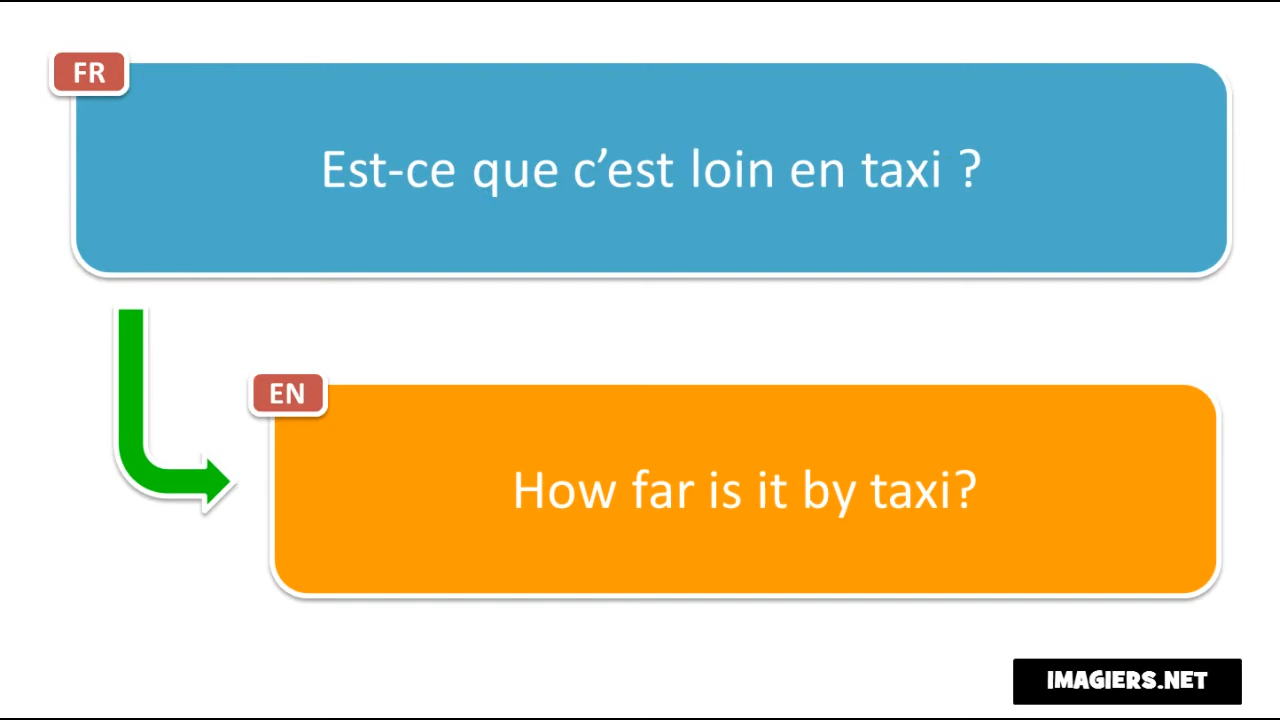 FR
Est-ce que c’est loin en taxi ?
EN
How far is it by taxi?
IMAGIERS.NET